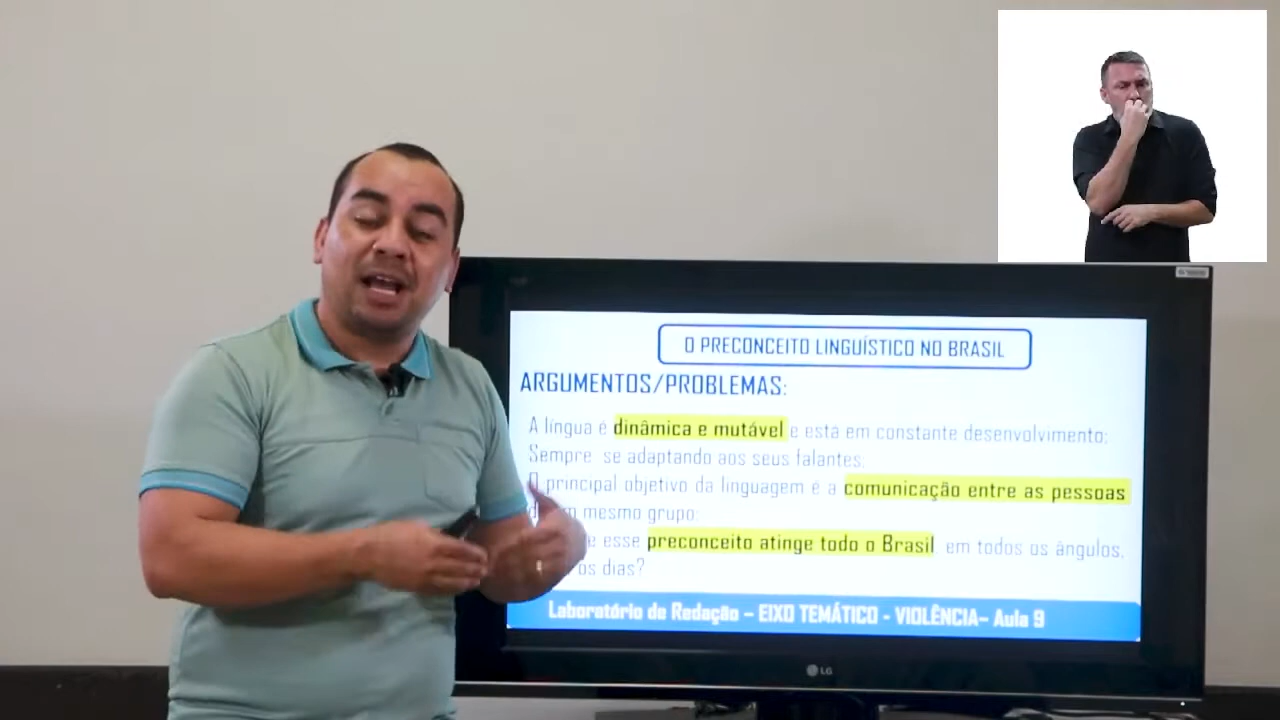 O PRECONCEITO LINGUÍSTICO NO BRASIL
ARGUMENTOS/PROBLEMAS:
A língua é dinâmica e mutável e esta em constante desenvolvimento;
Sempre se adaptando aos seus falantes;
O principal objetivo da linguagem é a comunicação entre as pessoas
mesmo grupo;
esse preconceito atinge todo o Brasil, em todos os ângulos,
os dias?
Laboratório de Redação – EIXO TEMÁTICO - VIOLÊNCIA– Aula 9
LG